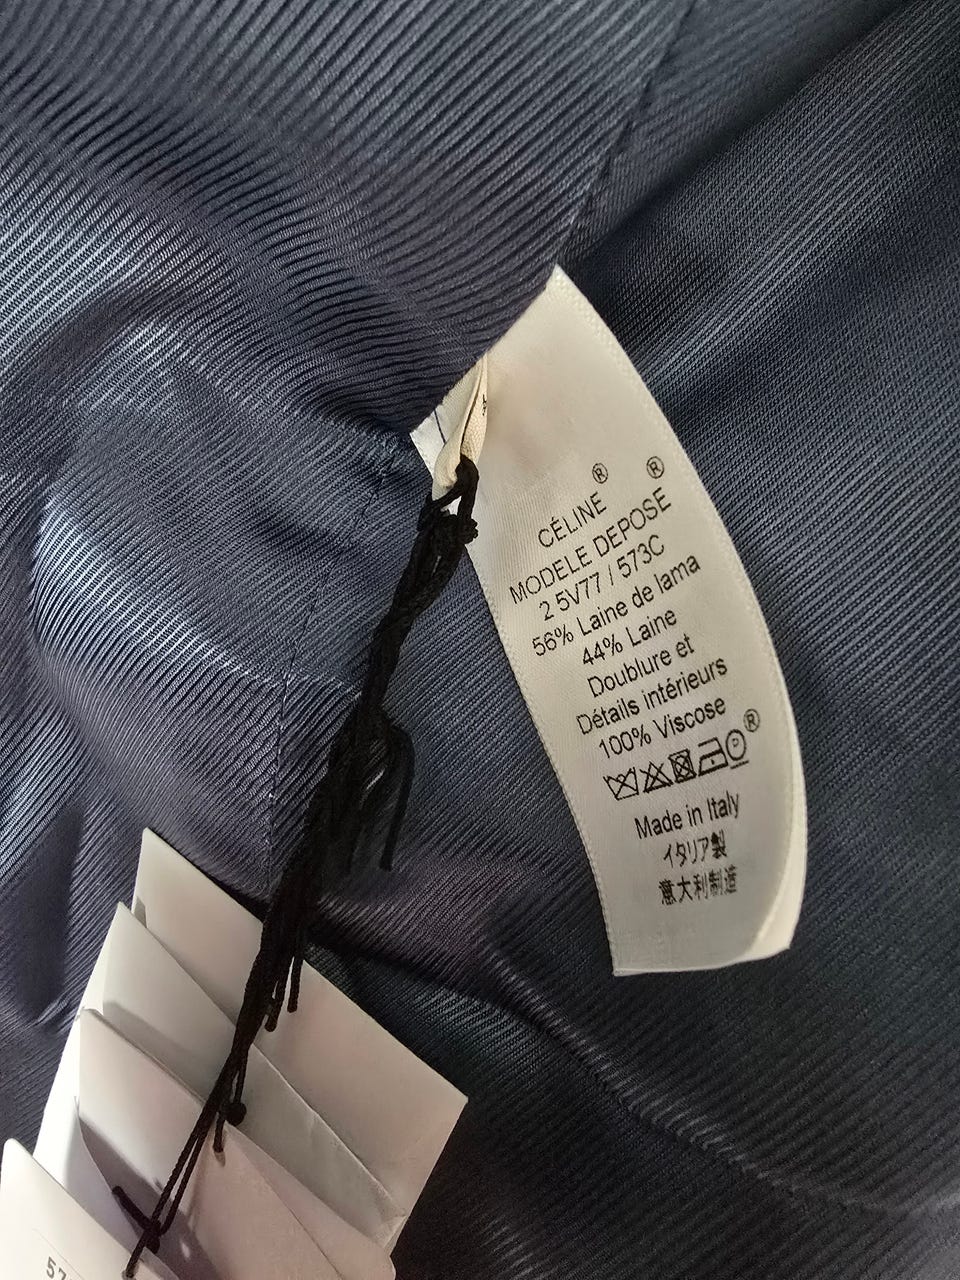 CÉLINE ®
MODELE DEPOSE ®
2 5V77 / 573C
56% Laine de lama
44% Laine
Doublure et
Détails intérieurs
100% Viscose
P ®
Made in Italy
イタリア製
意大利制造
57